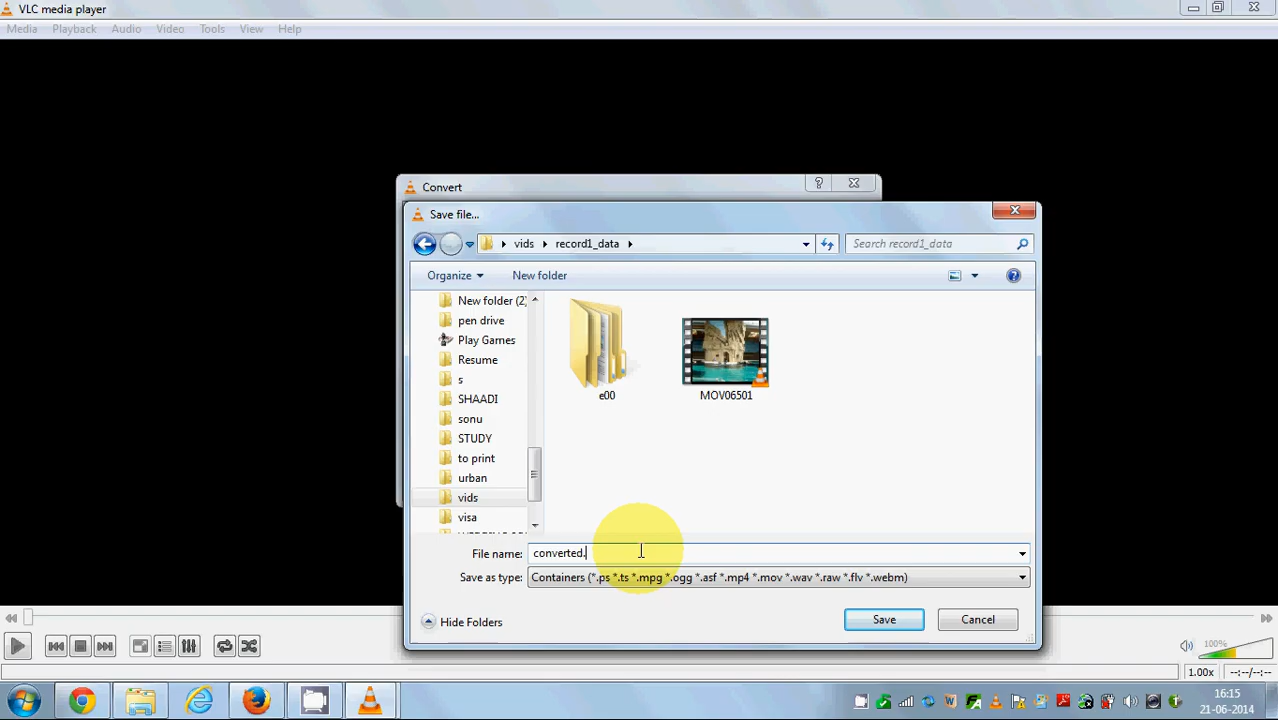 VLC media player
Media Playback Audio Video Tools View Help
Convert
Save file...
vids record1_data Search record1_data
Organize New folder
New folder (2)
pen drive
Play Games
Resume
s
SHAADI
sonu
STUDY
to print
urban
vids
visa
e00 MOV06501
File name: converted.
Save as type: Containers (*.ps *.ts *.mpg *.ogg *.asf *.mp4 *.mov *.wav *.raw *.flv *.webm)
Hide Folders Save Cancel
100%
1.00x --:--/--:--
16:15
21-06-2014